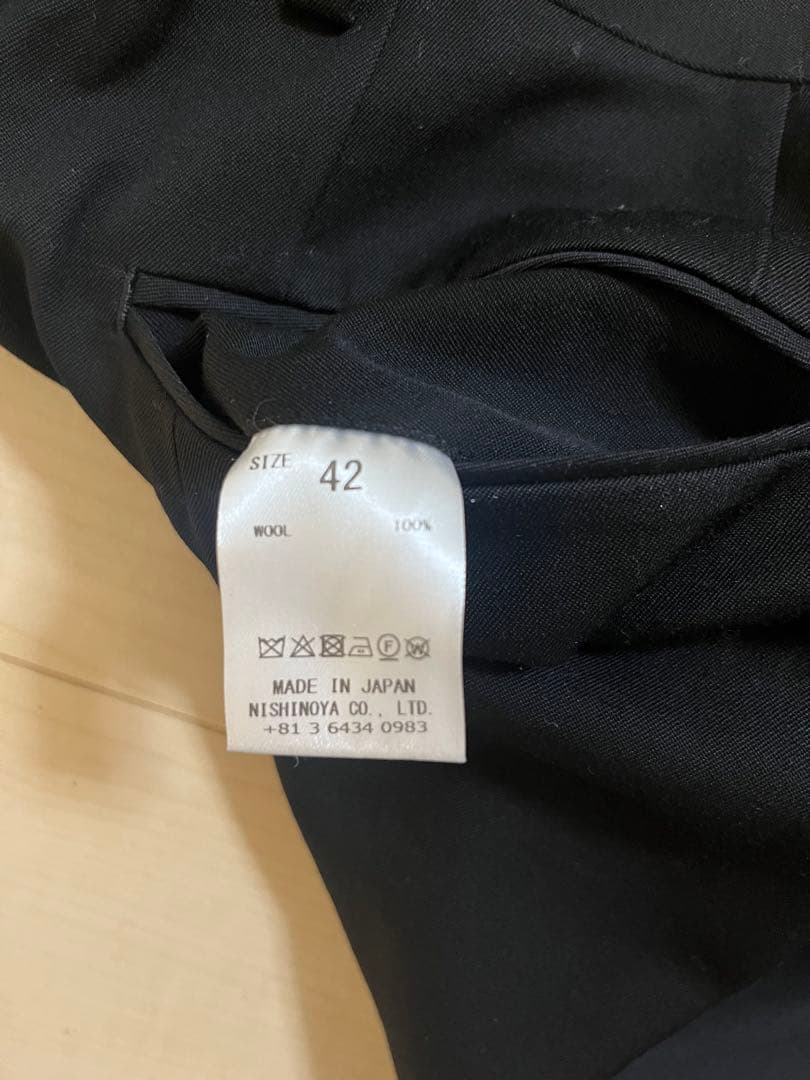 SIZE 42
WOOL 100%
F W
MADE IN JAPAN
NISHINOYA CO., LTD.
+81 3 6434 0983